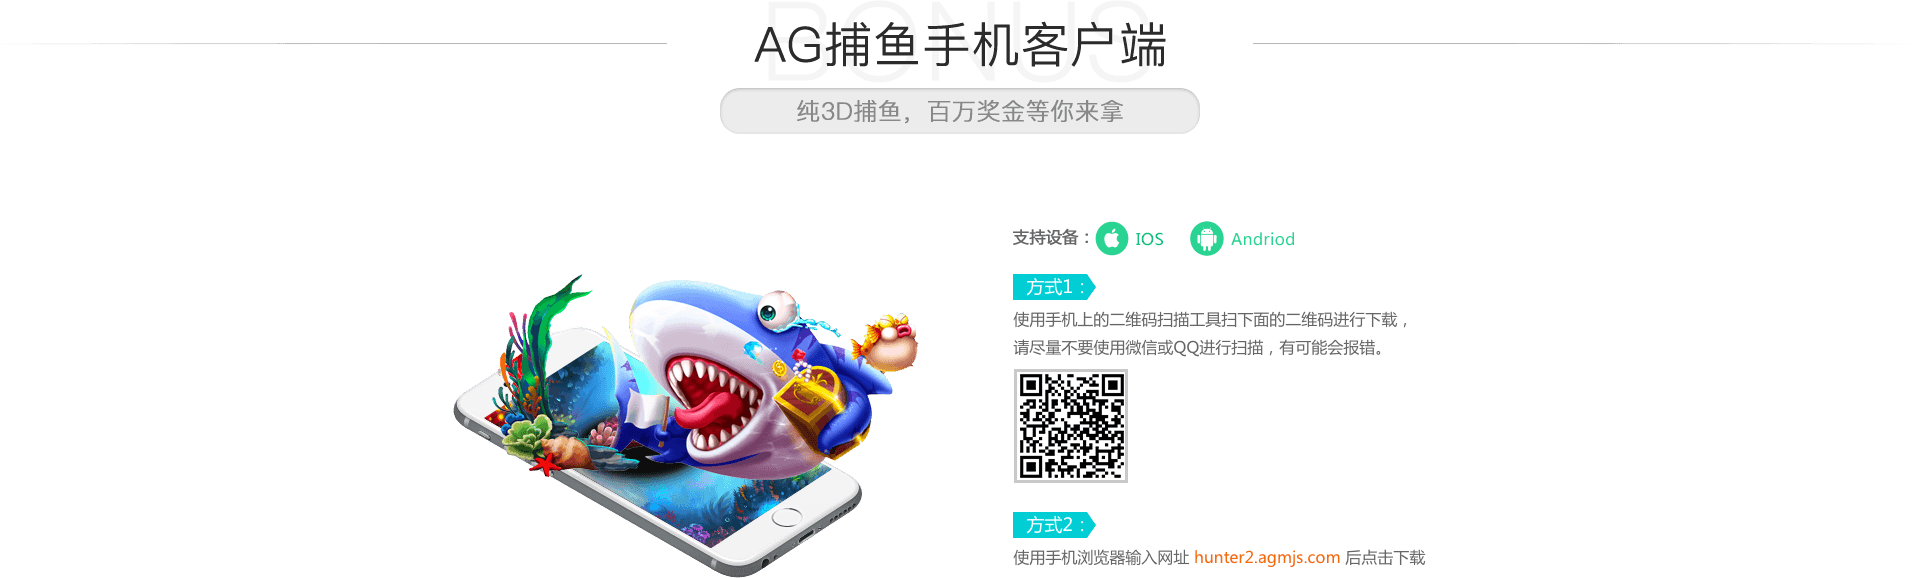 BONUS
AG捕鱼手机客户端
纯3D捕鱼，百万奖金等你来拿
支持设备： IOS Andriod
方式1：
使用手机上的二维码扫描工具扫下面的二维码进行下载，
请尽量不要使用微信或QQ进行扫描，有可能会报错。
方式2：
使用手机浏览器输入网址 hunter2.agmjs.com 后点击下载